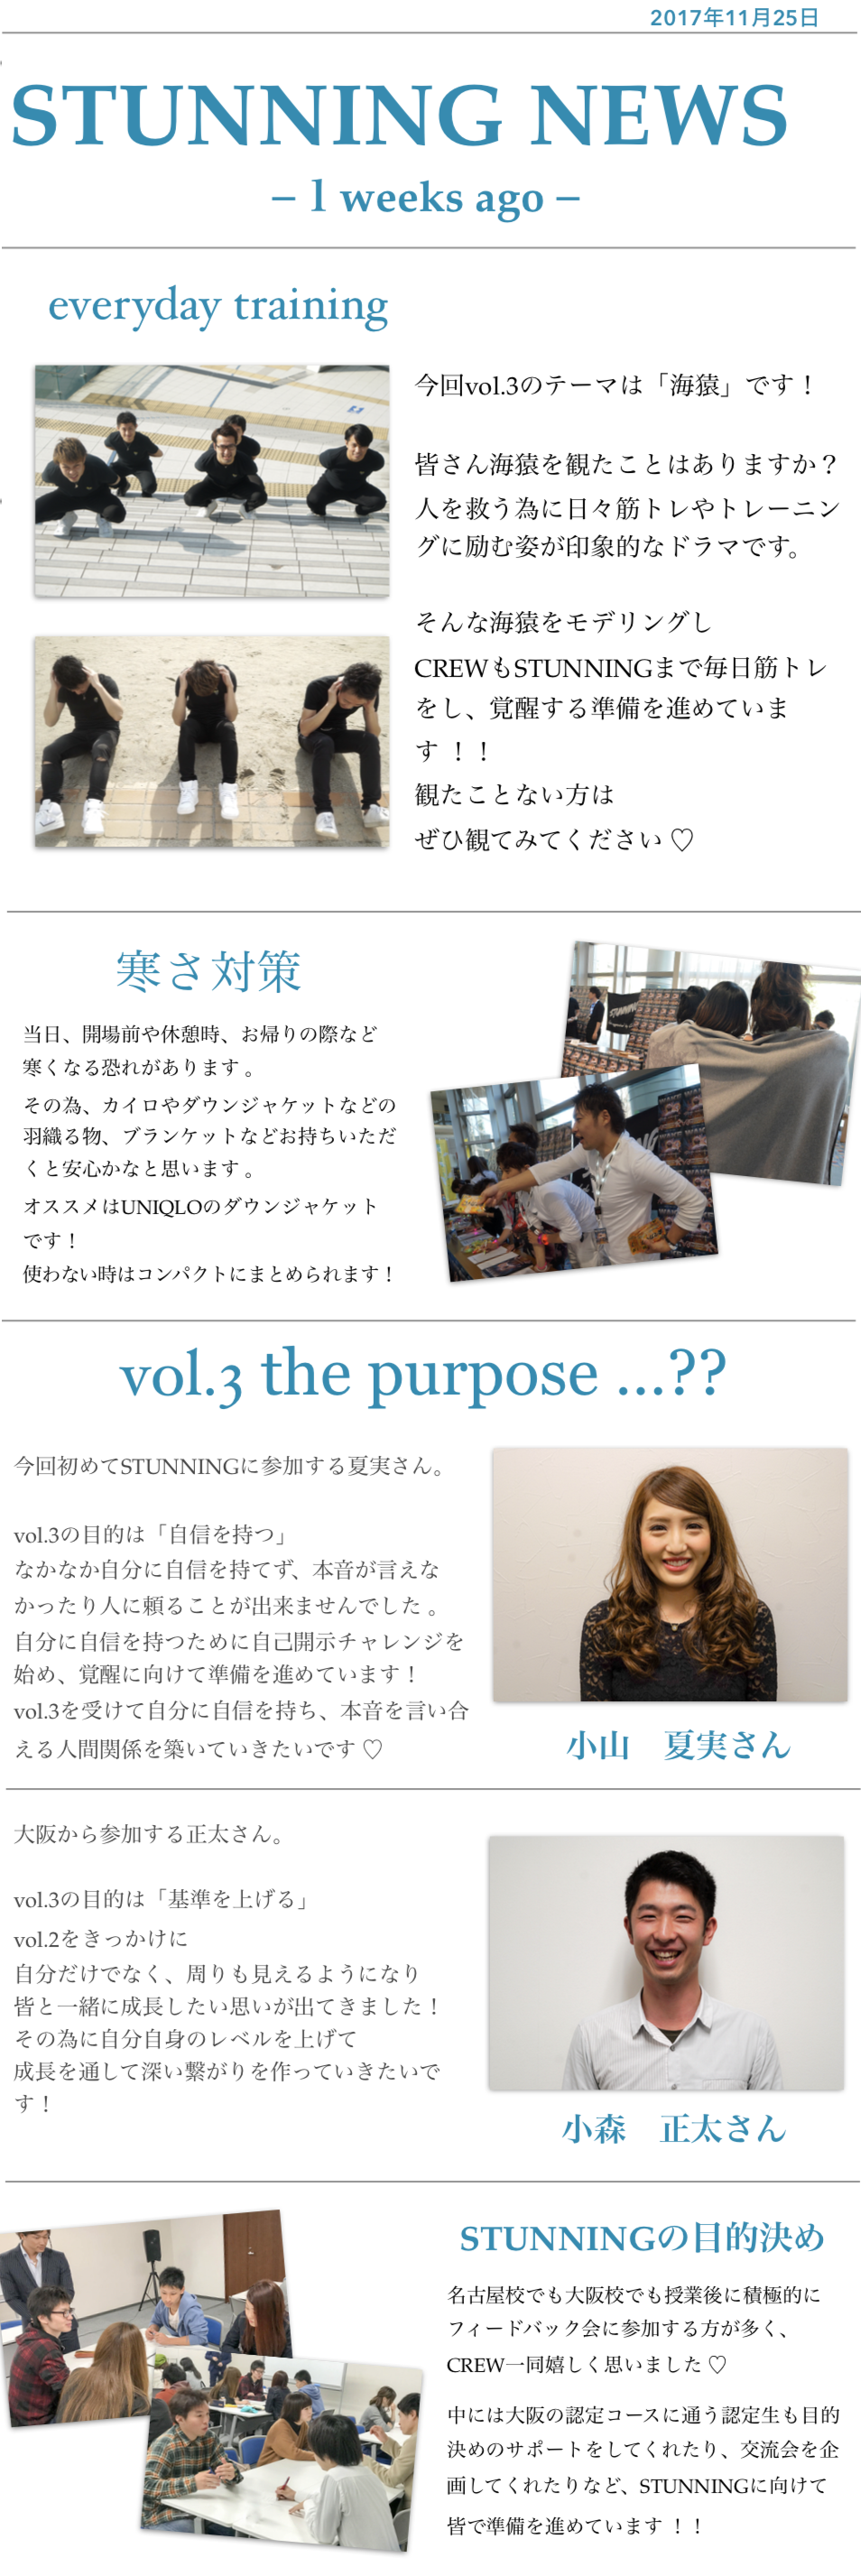 2017年11月25日
STUNNING NEWS
– 1 weeks ago –
everyday training
今回vol.3のテーマは「海猿」です！
皆さん海猿を観たことはありますか？
人を救う為に日々筋トレやトレーニン
グに励む姿が印象的なドラマです。
そんな海猿をモデリングし
CREWもSTUNNINGまで毎日筋トレ
をし、覚醒する準備を進めていま
す ！！
観たことない方は
ぜひ観てみてください ♡
寒さ対策
当日、開場前や休憩時、お帰りの際など
寒くなる恐れがあります 。
その為、カイロやダウンジャケットなどの
羽織る物、ブランケットなどお持ちいただ
くと安心かなと思います 。
オススメはUNIQLOのダウンジャケット
です！
使わない時はコンパクトにまとめられます！
vol.3 the purpose ...??
今回初めてSTUNNINGに参加する夏実さん。
vol.3の目的は「自信を持つ」
なかなか自分に自信を持てず、本音が言えな
かったり人に頼ることが出来ませんでした 。
自分に自信を持つために自己開示チャレンジを
始め、覚醒に向けて準備を進めています！
vol.3を受けて自分に自信を持ち、本音を言い合
える人間関係を築いていきたいです ♡
小山　夏実さん
大阪から参加する正太さん。
vol.3の目的は「基準を上げる」
vol.2をきっかけに
自分だけでなく、周りも見えるようになり
皆と一緒に成長したい思いが出てきました！
その為に自分自身のレベルを上げて
成長を通して深い繋がりを作っていきたいで
す！
小森　正太さん
STUNNINGの目的決め
名古屋校でも大阪校でも授業後に積極的に
フィードバック会に参加する方が多く、
CREW一同嬉しく思いました ♡
中には大阪の認定コースに通う認定生も目的
決めのサポートをしてくれたり、交流会を企
画してくれたりなど、STUNNINGに向けて
皆で準備を進めています ！！